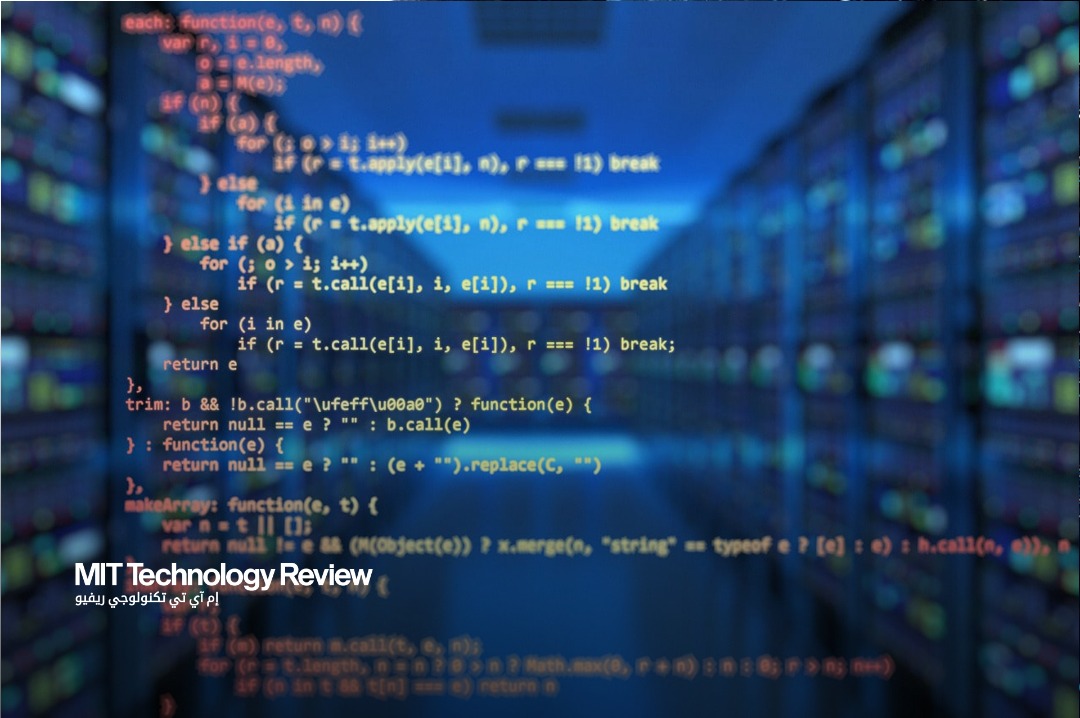 each: function(e, t, n) {
var r, i = 0,
o = e.length,
a = M(e);
if (n) {
if (a) {
for (; o > i; i++)
if (r = t.apply(e[i], n), r === !1) break
} else
for (i in e)
if (r = t.apply(e[i], n), r === !1) break
} else if (a) {
for (; o > i; i++)
if (r = t.call(e[i], i, e[i]), r === !1) break
} else
for (i in e)
if (r = t.call(e[i], i, e[i]), r === !1) break;
return e
},
trim: b && !b.call("\ufeff\u00a0") ? function(e) {
return null == e ? "" : b.call(e)
} : function(e) {
return null == e ? "" : (e + "").replace(C, "")
},
makeArray: function(e, t) {
var n = t || [];
return null != e && (M(Object(e)) ? x.merge(n, "string" == typeof e ? [e] : e) : h.call(n, e)), n
MIT Technology Review
إم آي تي تكنولوجي ريفيو
if (t) {
if (m) return m.call(t, e, n);
for (r = t.length, n = n ? 0 > n ? Math.max(0, r + n) : n : 0; r > n; n++)
if (n in t && t[n] === e) return n
}